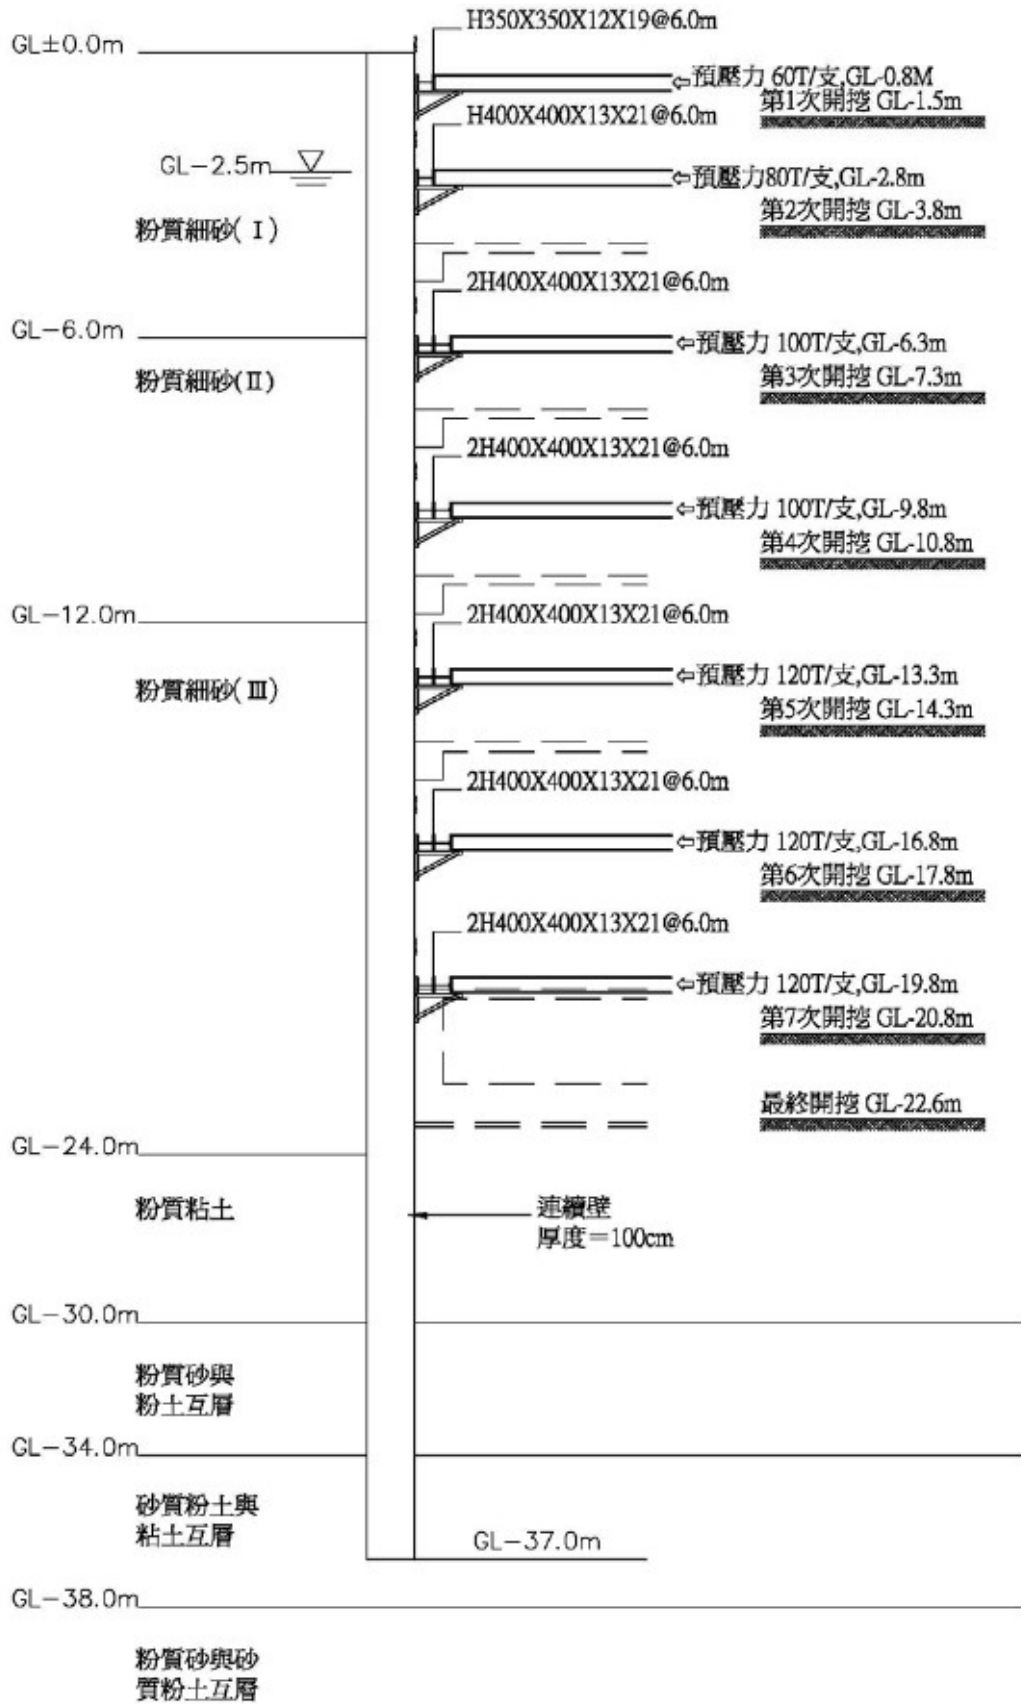 H350X350X12X19@6.0m
GL±0.0m
⇦預壓力 60T/支,GL-0.8M
第1次開挖 GL-1.5m
H400X400X13X21@6.0m
GL-2.5m
⇦預壓力80T/支,GL-2.8m
第2次開挖 GL-3.8m
粉質細砂(Ⅰ)
2H400X400X13X21@6.0m
GL-6.0m
⇦預壓力 100T/支,GL-6.3m
粉質細砂(Ⅱ)
第3次開挖 GL-7.3m
2H400X400X13X21@6.0m
⇦預壓力 100T/支,GL-9.8m
第4次開挖 GL-10.8m
GL-12.0m
2H400X400X13X21@6.0m
⇦預壓力 120T/支,GL-13.3m
粉質細砂(Ⅲ)
第5次開挖 GL-14.3m
2H400X400X13X21@6.0m
⇦預壓力 120T/支,GL-16.8m
第6次開挖 GL-17.8m
2H400X400X13X21@6.0m
⇦預壓力 120T/支,GL-19.8m
第7次開挖 GL-20.8m
最終開挖 GL-22.6m
GL-24.0m
粉質粘土
連續壁
厚度=100cm
GL-30.0m
粉質砂與
粉土互層
GL-34.0m
砂質粉土與
粘土互層
GL-37.0m
GL-38.0m
粉質砂與砂
質粉土互層